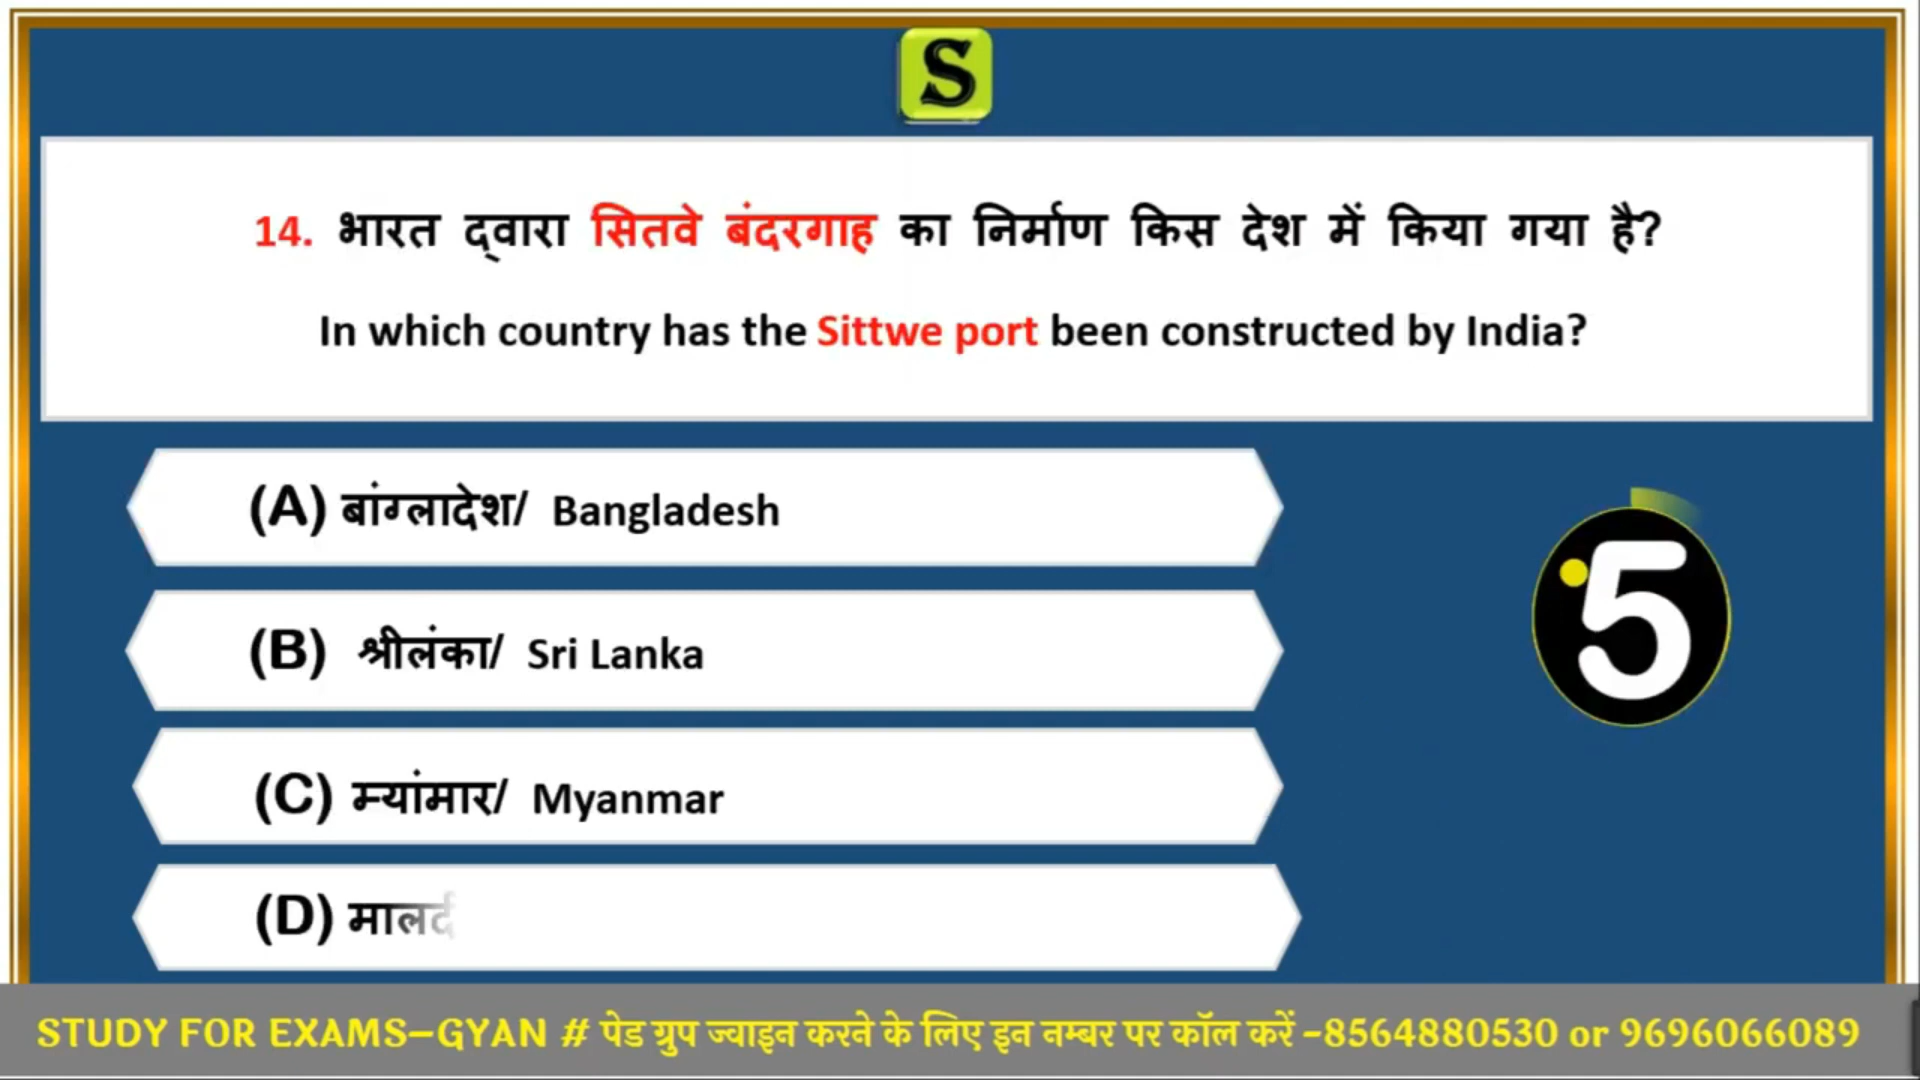 S
14. भारत द्वारा सितवे बंदरगाह का निर्माण किस देश में किया गया है?
In which country has the Sittwe port been constructed by India?
(A) बांग्लादेश/ Bangladesh
(B) श्रीलंका/ Sri Lanka
5
(C) म्यांमार/ Myanmar
(D)
STUDY FOR EXAMS–GYAN # पेड ग्रुप ज्वाइन करने के लिए इन नम्बर पर कॉल करें -8564880530 or 9696066089